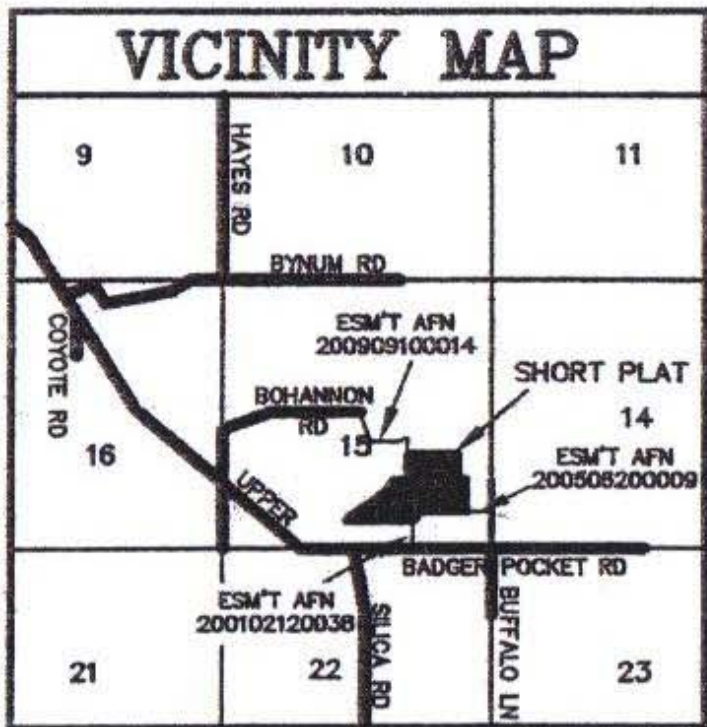 VICINITY MAP
9
10
11
HAYES RD
BYNUM RD
ESM'T AFN
200909100014
COYOTE RD
SHORT PLAT
BOHANNON
RD
15
14
16
ESM'T AFN
200506200009
UPPER
BADGER POCKET RD
ESM'T AFN
200102120038
SILICA RD
BUFFALO LN
21
22
23